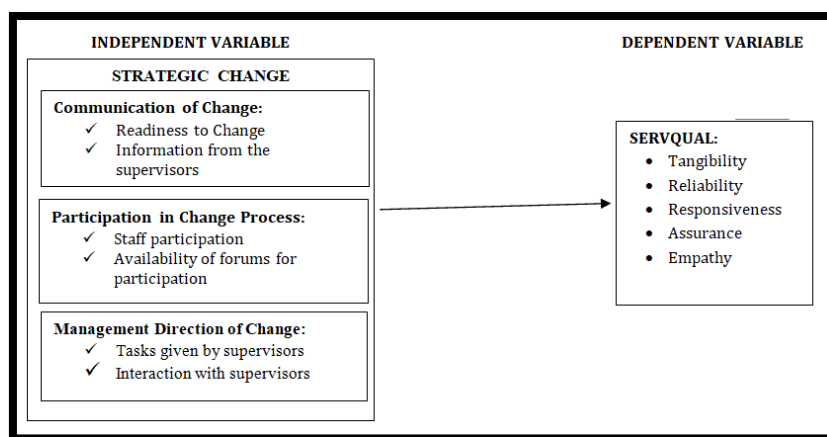 INDEPENDENT VARIABLE
STRATEGIC CHANGE
Communication of Change:
✓ Readiness to Change
✓ Information from the
supervisors
Participation in Change Process:
✓ Staff participation
✓ Availability of forums for
participation
Management Direction of Change:
✓ Tasks given by supervisors
✓ Interaction with supervisors
DEPENDENT VARIABLE
SERVQUAL:
• Tangibility
• Reliability
• Responsiveness
• Assurance
• Empathy